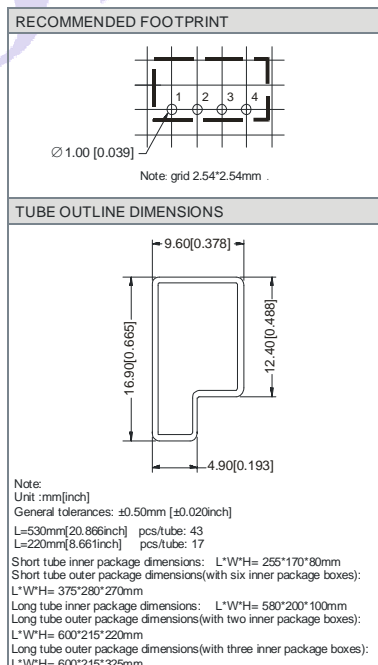 RECOMMENDED FOOTPRINT
1 2 3 4
∅1.00 [0.039]
Note: grid 2.54*2.54mm .
TUBE OUTLINE DIMENSIONS
9.60[0.378]
16.90[0.665]
12.40[0.488]
4.90[0.193]
Note:
Unit :mm[inch]
General tolerances: ±0.50mm [±0.020inch]
L=530mm[20.866inch] pcs/tube: 43
L=220mm[8.661inch] pcs/tube: 17
Short tube inner package dimensions: L*W*H= 255*170*80mm
Short tube outer package dimensions(with six inner package boxes):
L*W*H= 375*280*270mm
Long tube inner package dimensions: L*W*H= 580*200*100mm
Long tube outer package dimensions(with two inner package boxes):
L*W*H= 600*215*220mm
Long tube outer package dimensions(with three inner package boxes):
L*W*H= 600*215*325mm